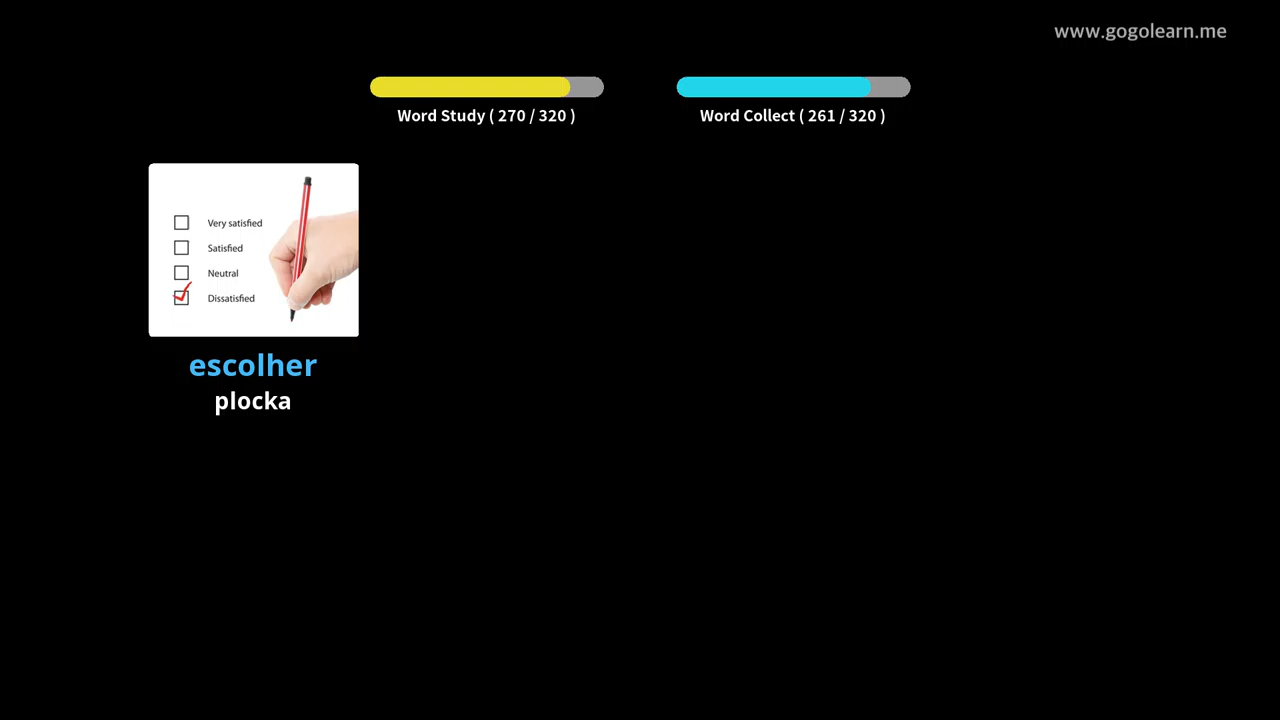 www.gogolearn.me
Word Study ( 270 / 320 )
Word Collect ( 261 / 320 )
Very satisfied
Satisfied
Neutral
Dissatisfied
escolher
plocka